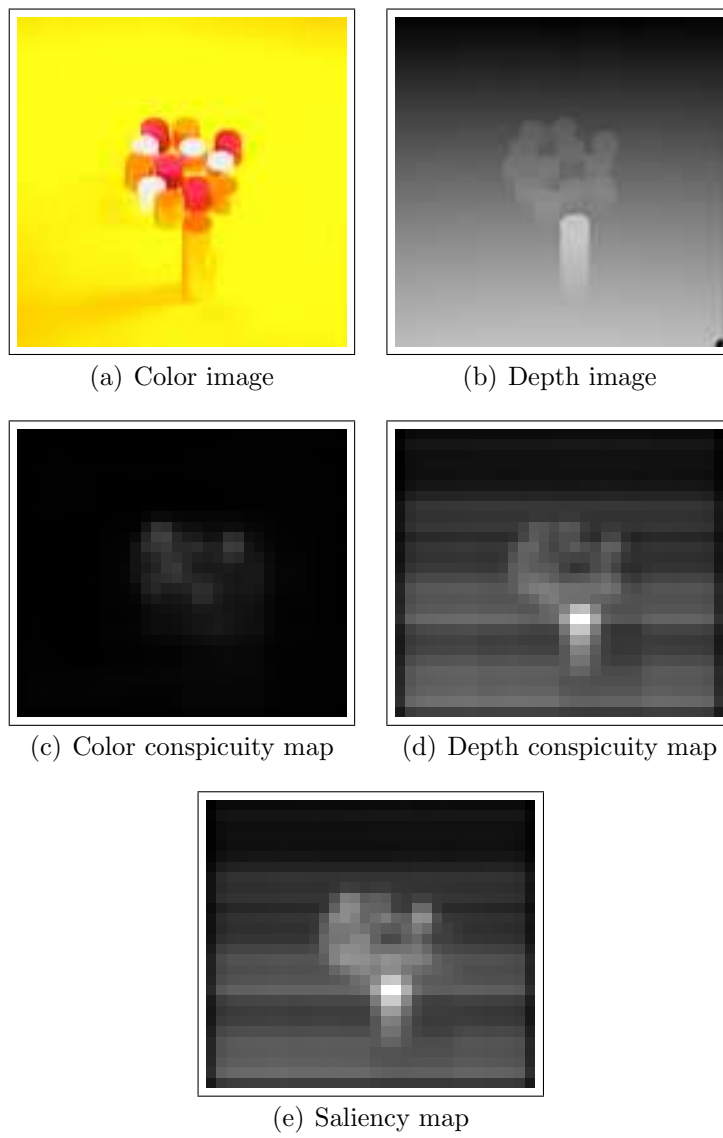 (a) Color image
(b) Depth image
(c) Color conspicuity map
(d) Depth conspicuity map
(e) Saliency map